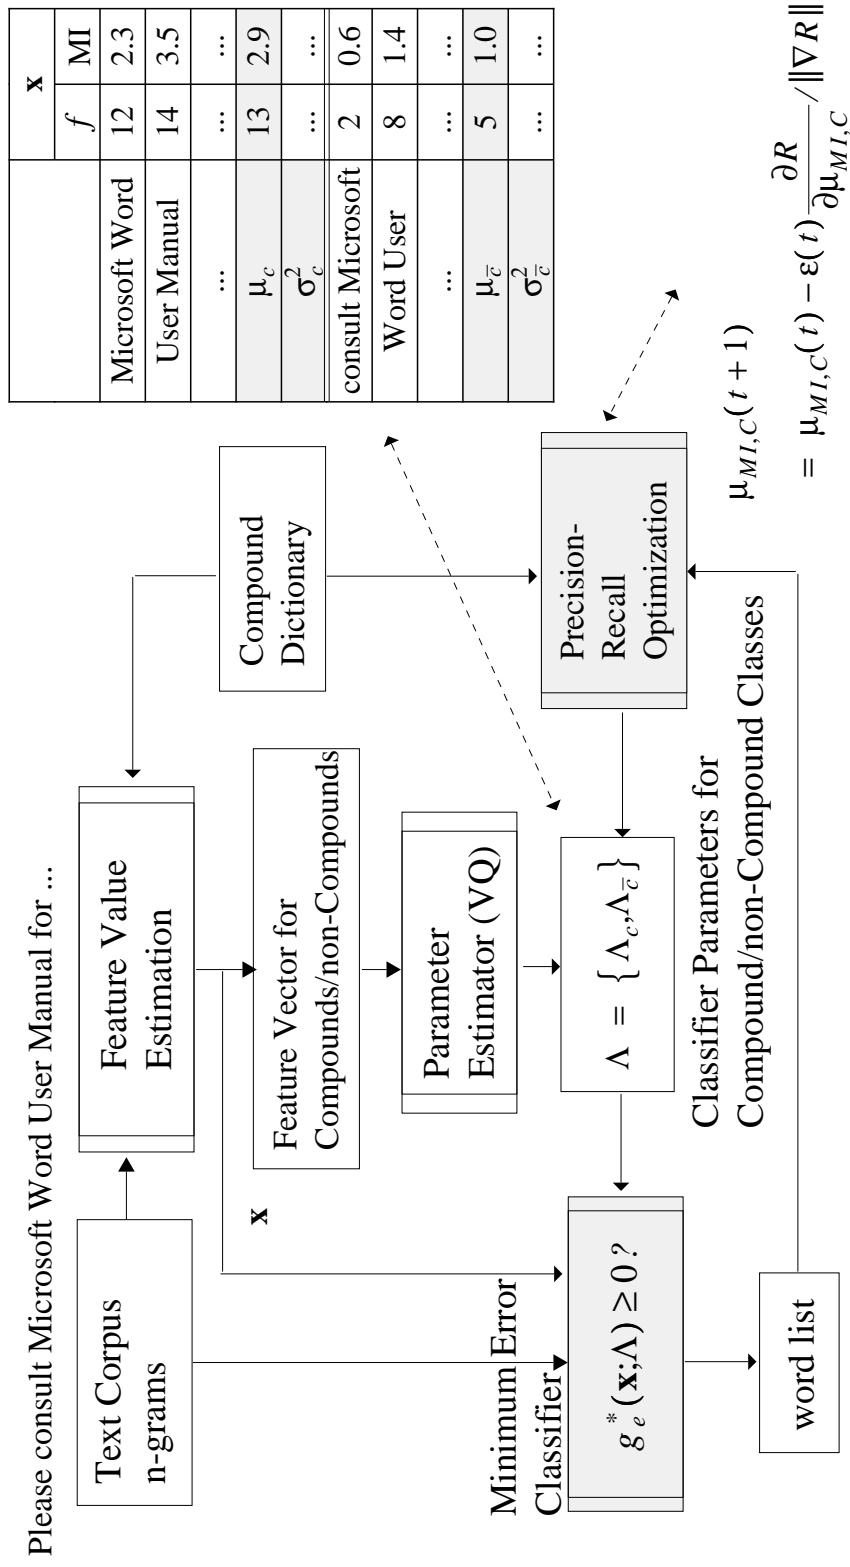 Please consult Microsoft Word User Manual for ...
Text Corpus
n-grams
Feature Value
Estimation
Compound
Dictionary
x
Feature Vector for
Compounds/non-Compounds
Parameter
Estimator (VQ)
Minimum Error
Classifier
g_e^*(x;Λ) ≥ 0 ?
Λ = { Λ_c, Λ_c̅ }
Precision-
Recall
Optimization
Classifier Parameters for
Compound/non-Compound Classes
word list
x
f MI
Microsoft Word 12 2.3
User Manual 14 3.5
... ... ...
μ_c 13 2.9
σ_c^2 ... ...
consult Microsoft 2 0.6
Word User 8 1.4
... ... ...
μ_c̅ 5 1.0
σ_c̅^2 ... ...
μ_{MI,C}(t + 1)
= μ_{MI,C}(t) − ε(t) ∂R/∂μ_{MI,C} / ‖∇R‖